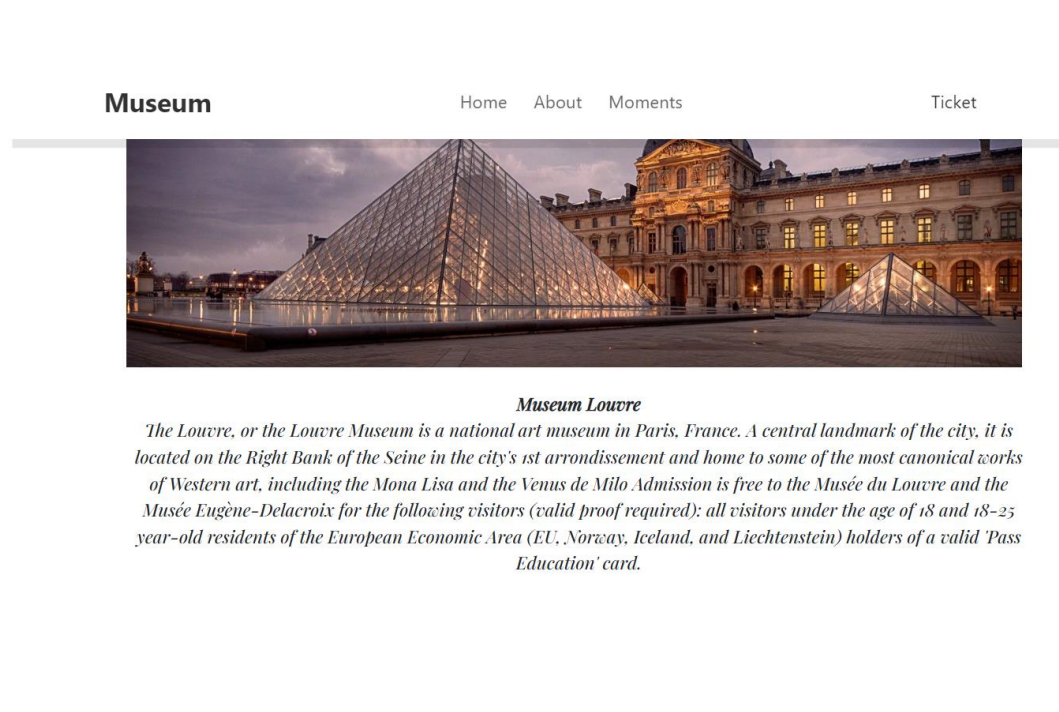 Museum
Home About Moments
Ticket
Museum Louvre
The Louvre, or the Louvre Museum is a national art museum in Paris, France. A central landmark of the city, it is
located on the Right Bank of the Seine in the city's 1st arrondissement and home to some of the most canonical works
of Western art, including the Mona Lisa and the Venus de Milo Admission is free to the Musée du Louvre and the
Musée Eugène-Delacroix for the following visitors (valid proof required): all visitors under the age of 18 and 18-25
year-old residents of the European Economic Area (EU, Norway, Iceland, and Liechtenstein) holders of a valid 'Pass
Education' card.